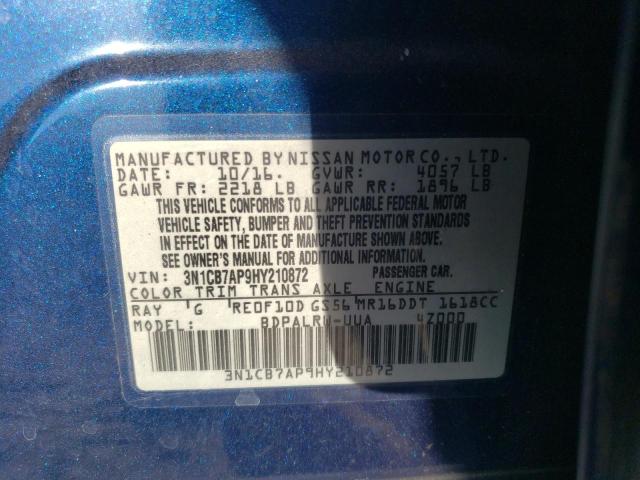 MANUFACTURED BY NISSAN MOTOR CO., LTD.
DATE: 10/16. GVWR: 4057 LB
GAWR FR: 2218 LB GAWR RR: 1896 LB
THIS VEHICLE CONFORMS TO ALL APPLICABLE FEDERAL MOTOR
VEHICLE SAFETY, BUMPER AND THEFT PREVENTION STANDARDS
IN EFFECT ON THE DATE OF MANUFACTURE SHOWN ABOVE.
SEE OWNER'S MANUAL FOR ADDITIONAL INFORMATION.
VIN: 3N1CB7AP9HY210872 PASSENGER CAR.
COLOR TRIM TRANS AXLE ENGINE
RAY G RE0F10D GS56 MR16DDT 1618CC
MODEL: BDPALRW-UUA 4Z000
3N1CB7AP9HY210872